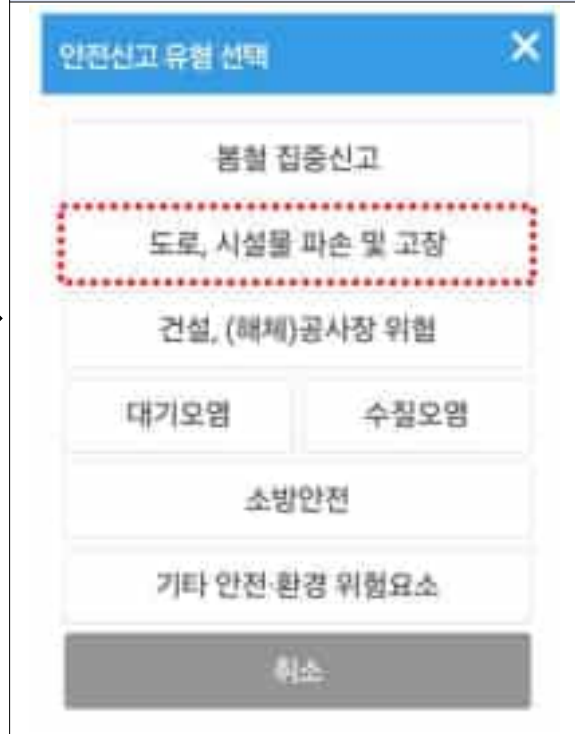 안전신고 유형 선택 ×
봄철 집중신고
도로, 시설물 파손 및 고장
건설, (해체)공사장 위험
대기오염 수질오염
소방안전
기타 안전·환경 위험요소
취소